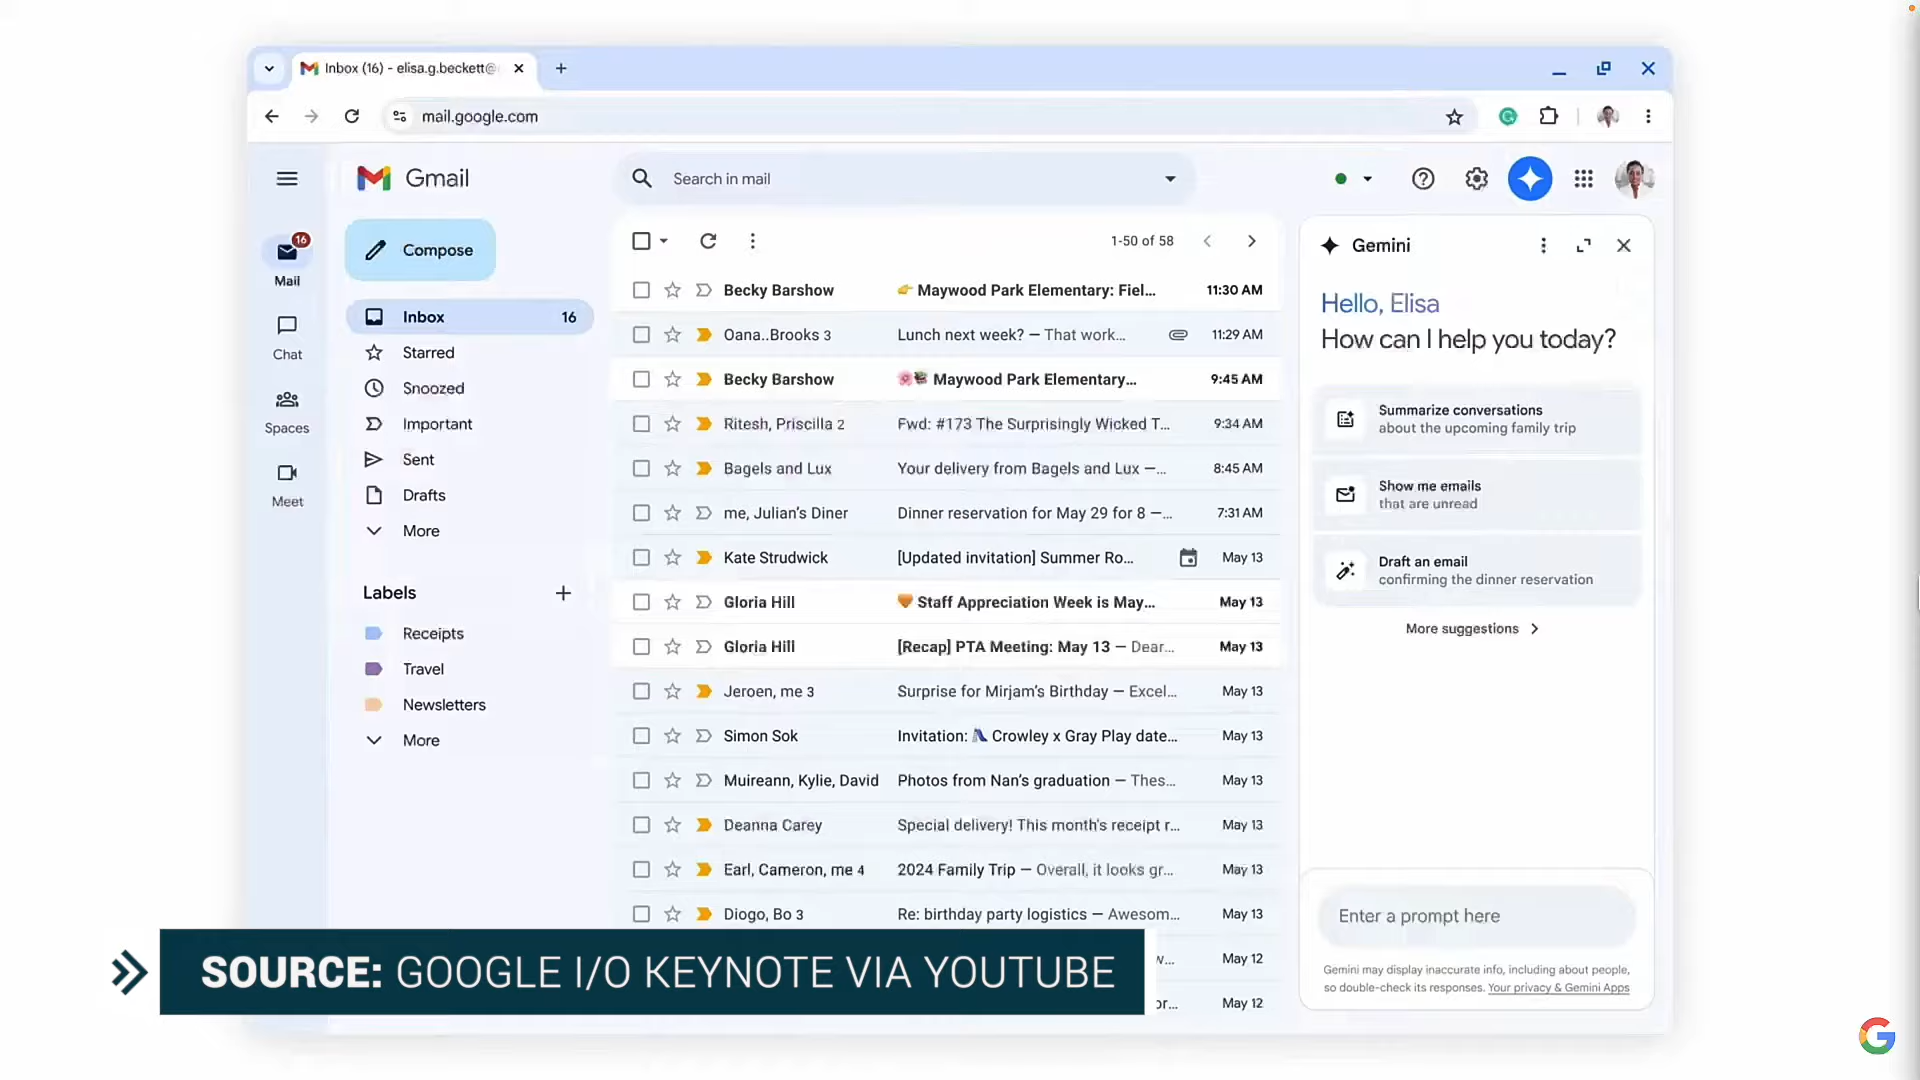 Inbox (16) - elisa.g.beckett@
mail.google.com
Gmail
Search in mail
16
Mail
Chat
Spaces
Meet
Compose
Inbox 16
Starred
Snoozed
Important
Sent
Drafts
More
Labels
Receipts
Travel
Newsletters
More
1-50 of 58
Becky Barshow 👉 Maywood Park Elementary: Fiel... 11:30 AM
Oana..Brooks 3 Lunch next week? — That work... 11:29 AM
Becky Barshow Maywood Park Elementary... 9:45 AM
Ritesh, Priscilla 2 Fwd: #173 The Surprisingly Wicked T... 9:34 AM
Bagels and Lux Your delivery from Bagels and Lux —... 8:45 AM
me, Julian’s Diner Dinner reservation for May 29 for 8 —... 7:31 AM
Kate Strudwick [Updated invitation] Summer Ro... May 13
Gloria Hill 🧡 Staff Appreciation Week is May... May 13
Gloria Hill [Recap] PTA Meeting: May 13 — Dear... May 13
Jeroen, me 3 Surprise for Mirjam’s Birthday — Excel... May 13
Simon Sok Invitation: Crowley x Gray Play date... May 13
Muireann, Kylie, David Photos from Nan’s graduation — Thes... May 13
Deanna Carey Special delivery! This month's receipt r... May 13
Earl, Cameron, me 4 2024 Family Trip — Overall, it looks gr... May 13
Diogo, Bo 3 Re: birthday party logistics — Awesom... May 13
w... May 12
or... May 12
Gemini
Hello, Elisa
How can I help you today?
Summarize conversations
about the upcoming family trip
Show me emails
that are unread
Draft an email
confirming the dinner reservation
More suggestions
Enter a prompt here
Gemini may display inaccurate info, including about people,
so double-check its responses. Your privacy & Gemini Apps
SOURCE: GOOGLE I/O KEYNOTE VIA YOUTUBE